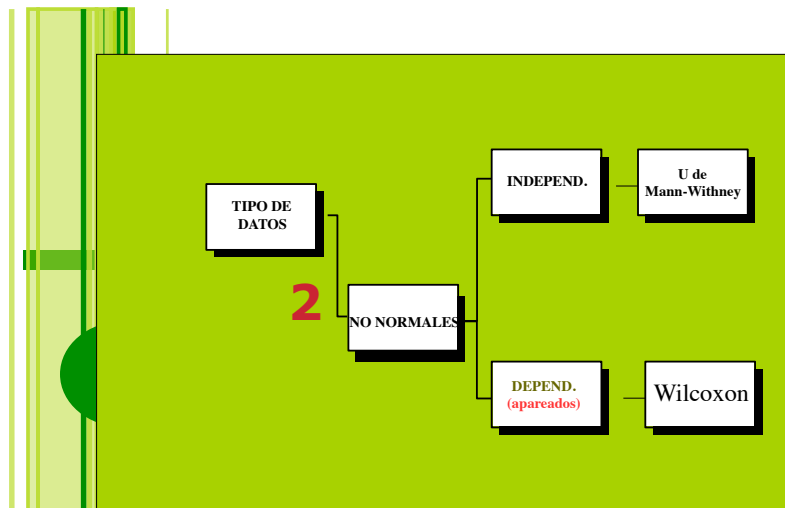 TIPO DE
DATOS
2
NO NORMALES
INDEPEND.
U de
Mann-Withney
DEPEND.
(apareados)
Wilcoxon